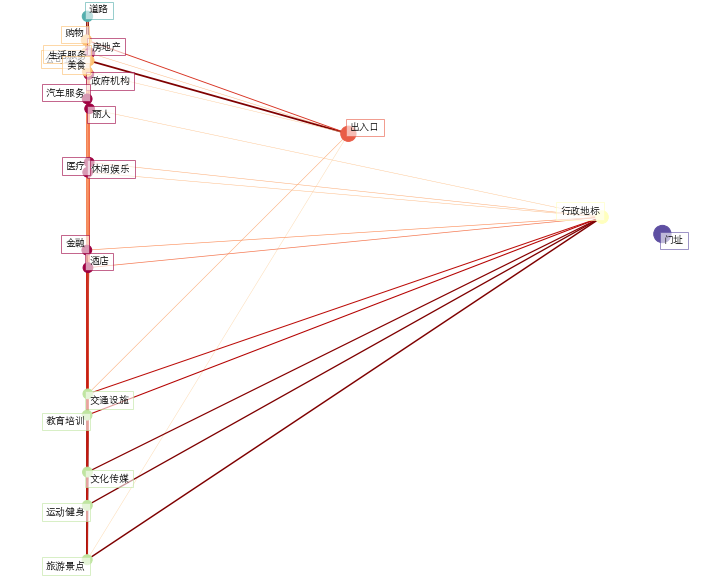 道路
购物
房地产
生活服务
美食
政府机构
汽车服务
丽人
出入口
医疗
休闲娱乐
行政地标
门址
金融
酒店
交通设施
教育培训
文化传媒
运动健身
旅游景点